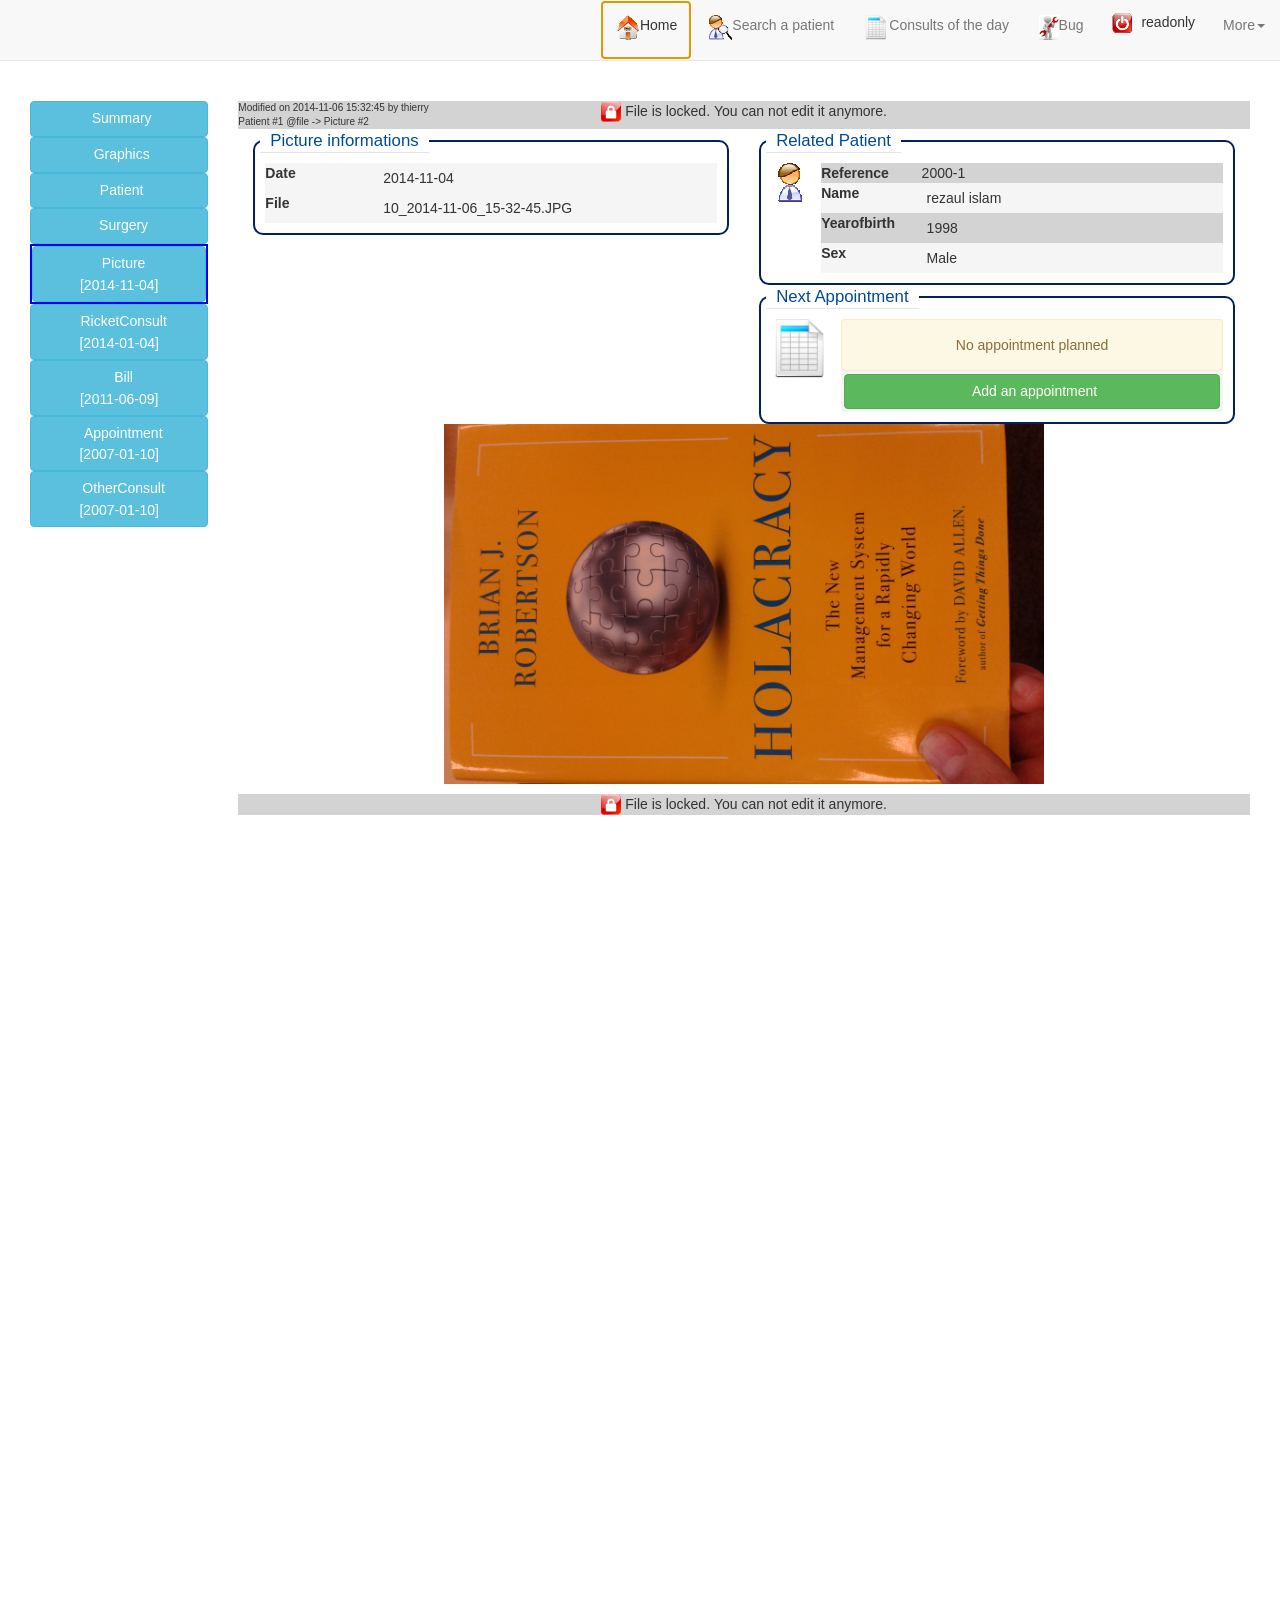 Home Search a patient Consults of the day Bug readonly More
Summary
Graphics
Patient
Surgery
Picture
[2014-11-04]
RicketConsult
[2014-01-04]
Bill
[2011-06-09]
Appointment
[2007-01-10]
OtherConsult
[2007-01-10]
Modified on 2014-11-06 15:32:45 by thierry
Patient #1 @file -> Picture #2
File is locked. You can not edit it anymore.
Picture informations
Date 2014-11-04
File 10_2014-11-06_15-32-45.JPG
Related Patient
Reference 2000-1
Name rezaul islam
Yearofbirth 1998
Sex Male
Next Appointment
No appointment planned
Add an appointment
BRIAN J.
ROBERTSON
HOLACRACY
The New
Management System
for a Rapidly
Changing World
Foreword by DAVID ALLEN,
author of Getting Things Done
File is locked. You can not edit it anymore.